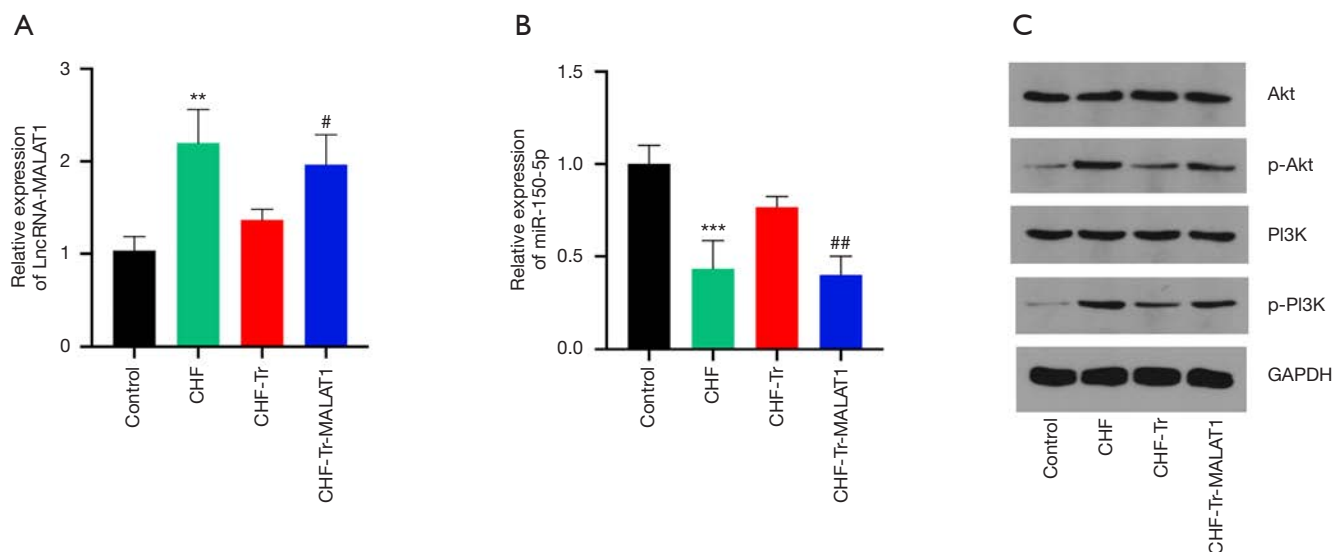 A
Relative expression
of LncRNA-MALAT1
3
2
1
0
**
#
Control
CHF
CHF-Tr
CHF-Tr-MALAT1
B
Relative expression
of miR-150-5p
1.5
1.0
0.5
0.0
***
##
Control
CHF
CHF-Tr
CHF-Tr-MALAT1
C
Akt
p-Akt
PI3K
p-PI3K
GAPDH
Control
CHF
CHF-Tr
CHF-Tr-MALAT1